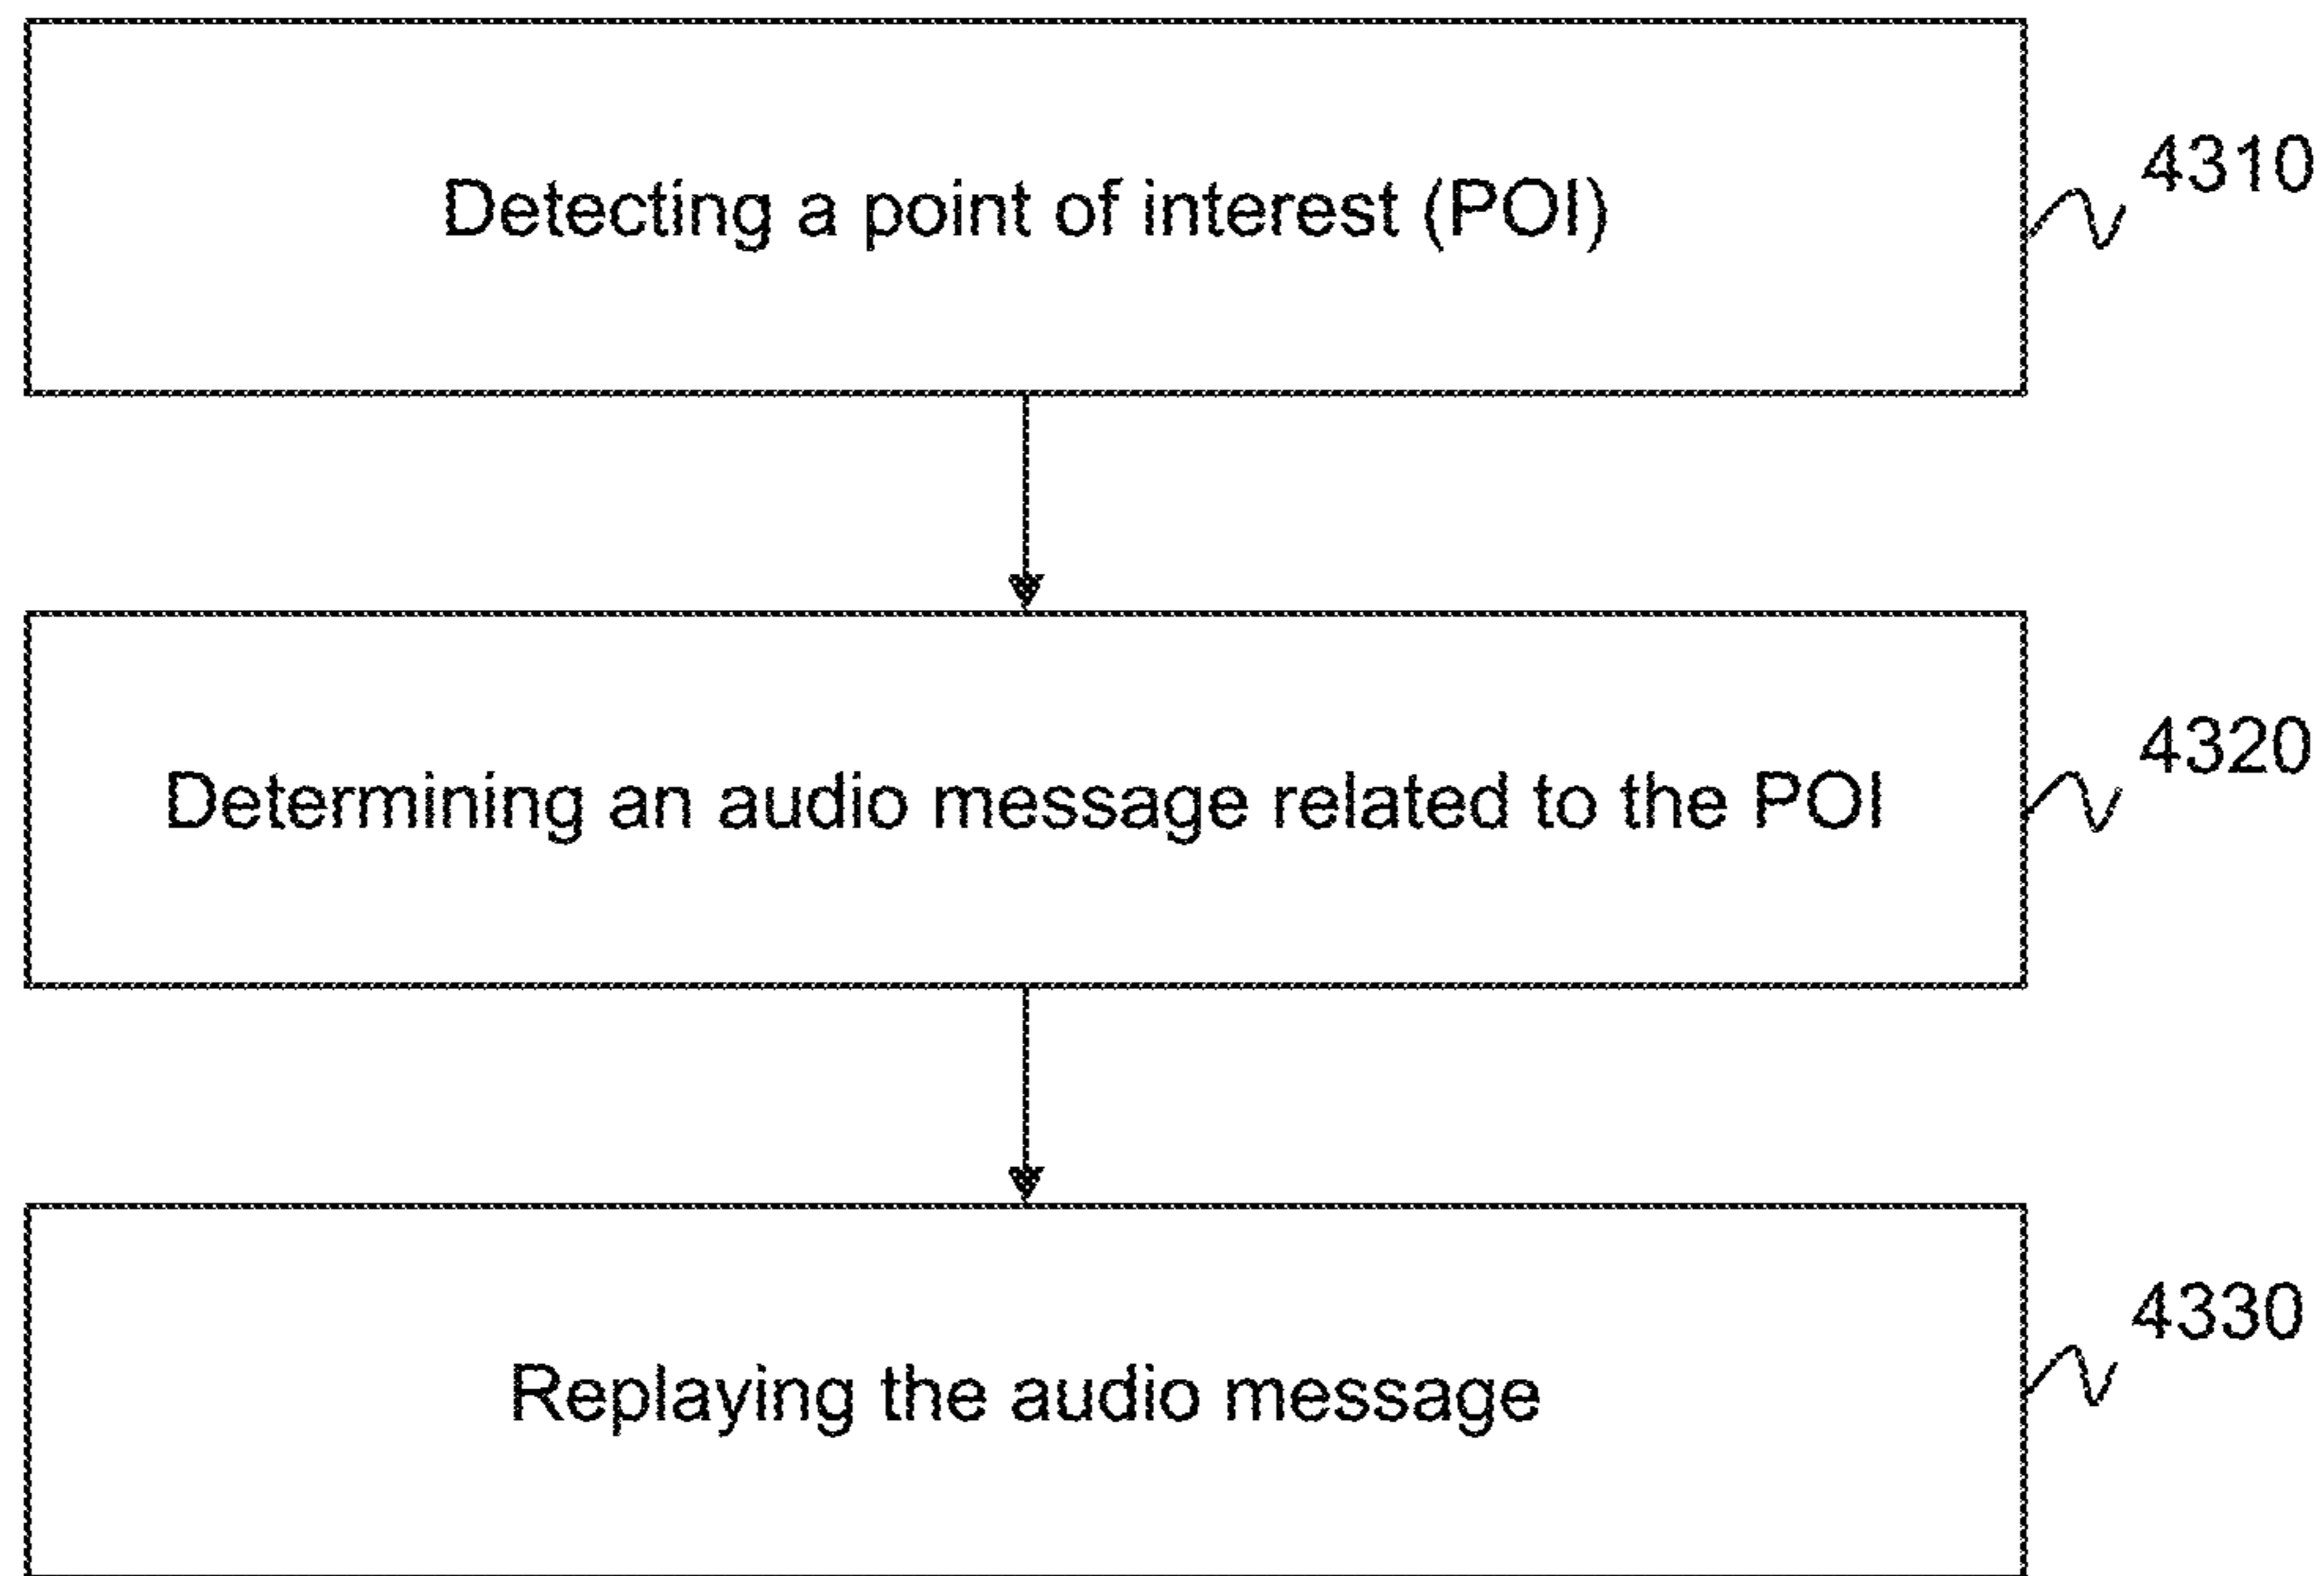 Detecting a point of interest (POI)
4310
Determining an audio message related to the POI
4320
Replaying the audio message
4330